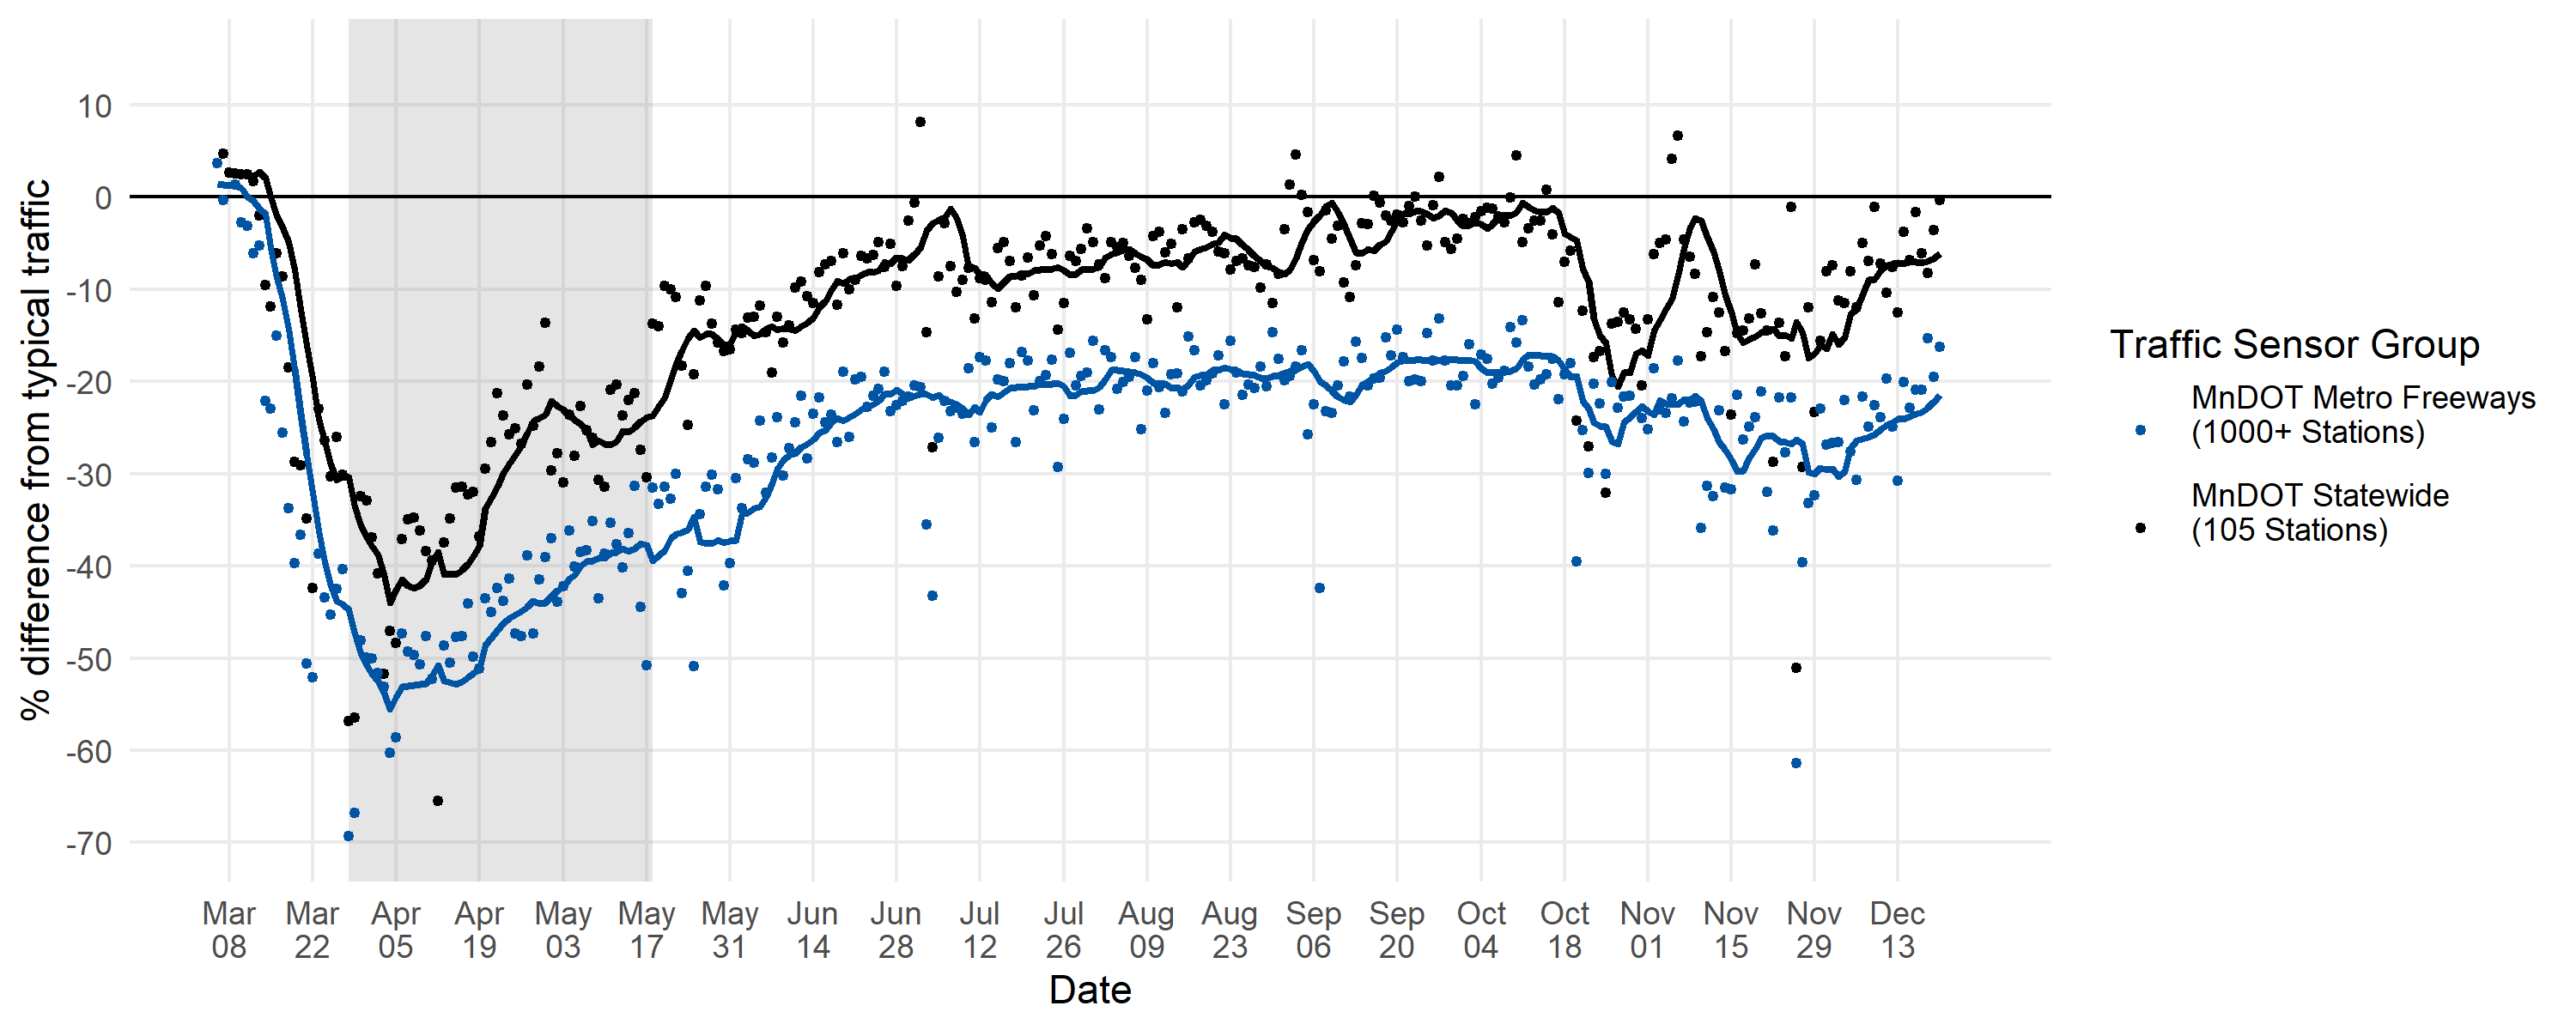 % difference from typical traffic
10
0
-10
-20
-30
-40
-50
-60
-70
Mar Mar Apr Apr May May May Jun Jun Jul Jul Aug Aug Sep Sep Oct Oct Nov Nov Nov Dec
08 22 05 19 03 17 31 14 28 12 26 09 23 06 20 04 18 01 15 29 13
Date
Traffic Sensor Group
MnDOT Metro Freeways
(1000+ Stations)
MnDOT Statewide
(105 Stations)